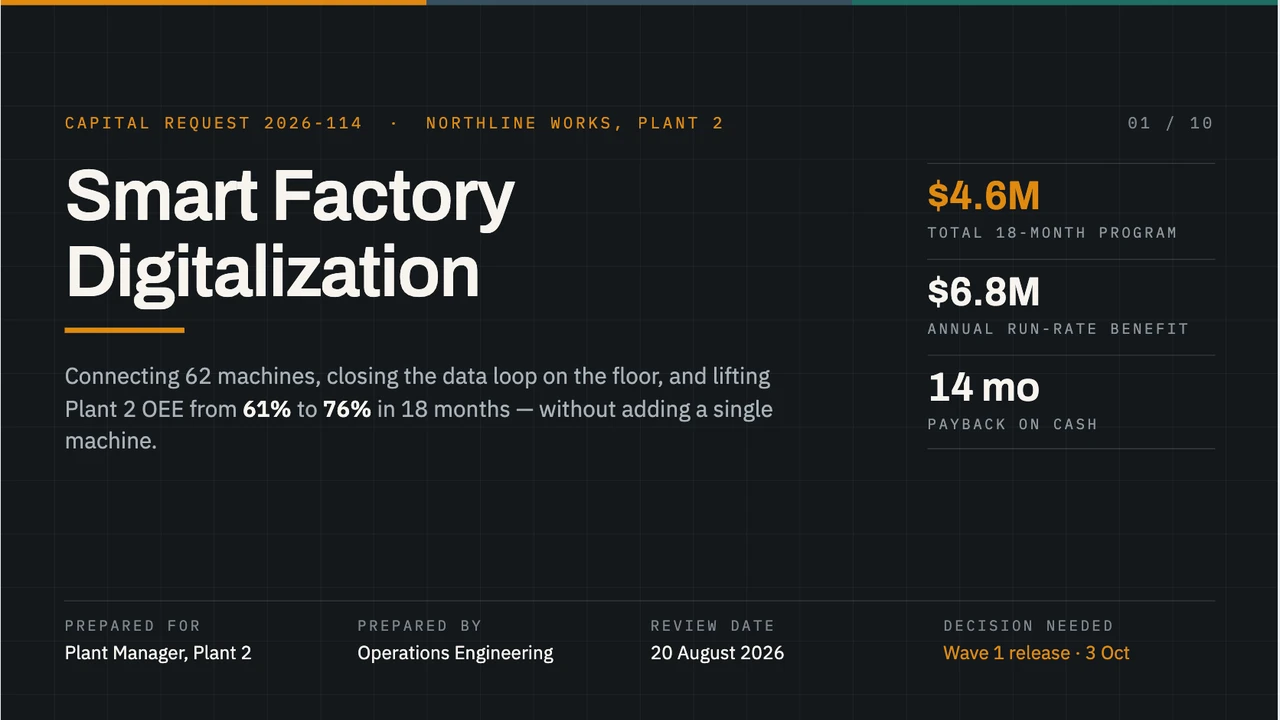 CAPITAL REQUEST 2026-114 · NORTHLINE WORKS, PLANT 2
01 / 10
Smart Factory
Digitalization
Connecting 62 machines, closing the data loop on the floor, and lifting
Plant 2 OEE from 61% to 76% in 18 months — without adding a single
machine.
$4.6M
TOTAL 18-MONTH PROGRAM
$6.8M
ANNUAL RUN-RATE BENEFIT
14 mo
PAYBACK ON CASH
PREPARED FOR
Plant Manager, Plant 2
PREPARED BY
Operations Engineering
REVIEW DATE
20 August 2026
DECISION NEEDED
Wave 1 release · 3 Oct